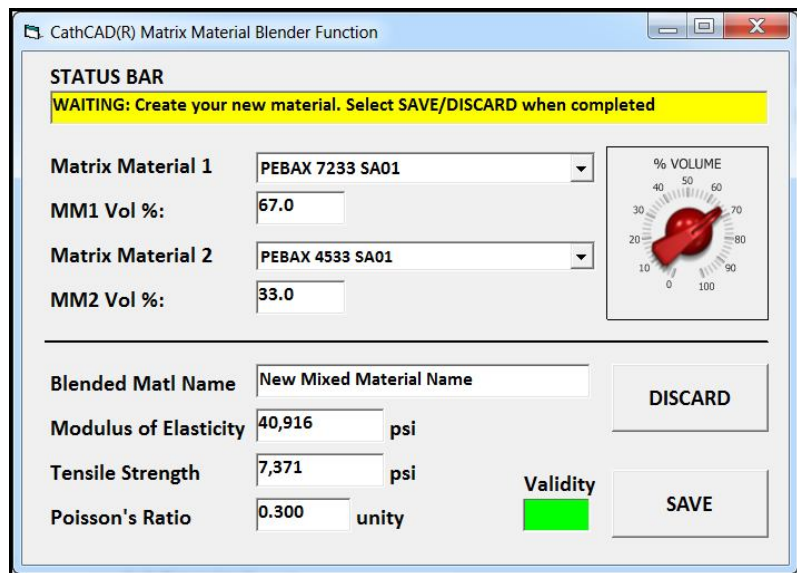 CathCAD(R) Matrix Material Blender Function
STATUS BAR
WAITING: Create your new material. Select SAVE/DISCARD when completed
Matrix Material 1 PEBAX 7233 SA01
MM1 Vol %: 67.0
Matrix Material 2 PEBAX 4533 SA01
MM2 Vol %: 33.0
% VOLUME
0 10 20 30 40 50 60 70 80 90 100
Blended Matl Name New Mixed Material Name
Modulus of Elasticity 40,916 psi
Tensile Strength 7,371 psi
Poisson's Ratio 0.300 unity
Validity
DISCARD
SAVE